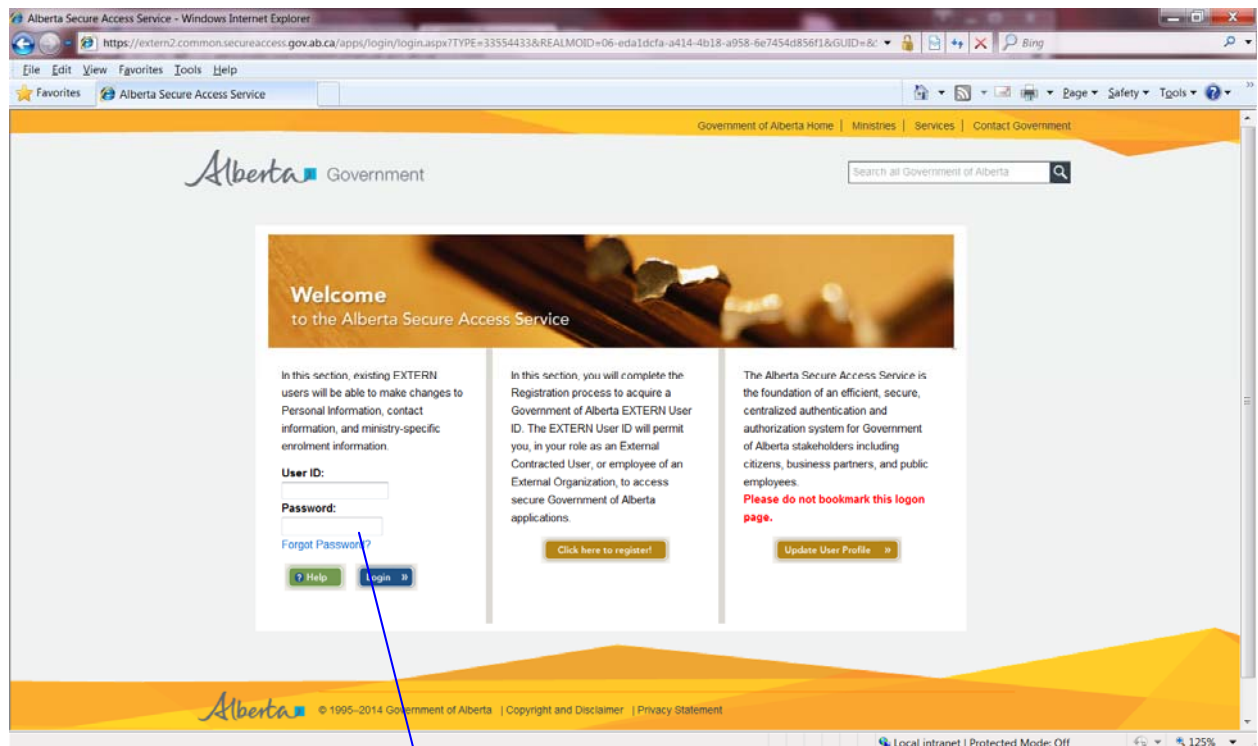 Alberta Secure Access Service - Windows Internet Explorer
https://extern2.common.secureaccess.gov.ab.ca/apps/login/login.aspx?TYPE=33554433&REALMOID=06-eda1dcfa-a414-4b18-a958-6e7454d856f1&GUID=&c
Bing
File Edit View Favorites Tools Help
Favorites
Alberta Secure Access Service
Page Safety Tools
Government of Alberta Home | Ministries | Services | Contact Government
Alberta Government
Search all Government of Alberta
Welcome
to the Alberta Secure Access Service
In this section, existing EXTERN
users will be able to make changes to
Personal Information, contact
information, and ministry-specific
enrolment information.
User ID:
Password:
Forgot Password?
? Help
Login »
In this section, you will complete the
Registration process to acquire a
Government of Alberta EXTERN User
ID. The EXTERN User ID will permit
you, in your role as an External
Contracted User, or employee of an
External Organization, to access
secure Government of Alberta
applications.
Click here to register!
The Alberta Secure Access Service is
the foundation of an efficient, secure,
centralized authentication and
authorization system for Government
of Alberta stakeholders including
citizens, business partners, and public
employees.
Please do not bookmark this logon
page.
Update User Profile »
Alberta
© 1995–2014 Government of Alberta | Copyright and Disclaimer | Privacy Statement
Local intranet | Protected Mode: Off
125%